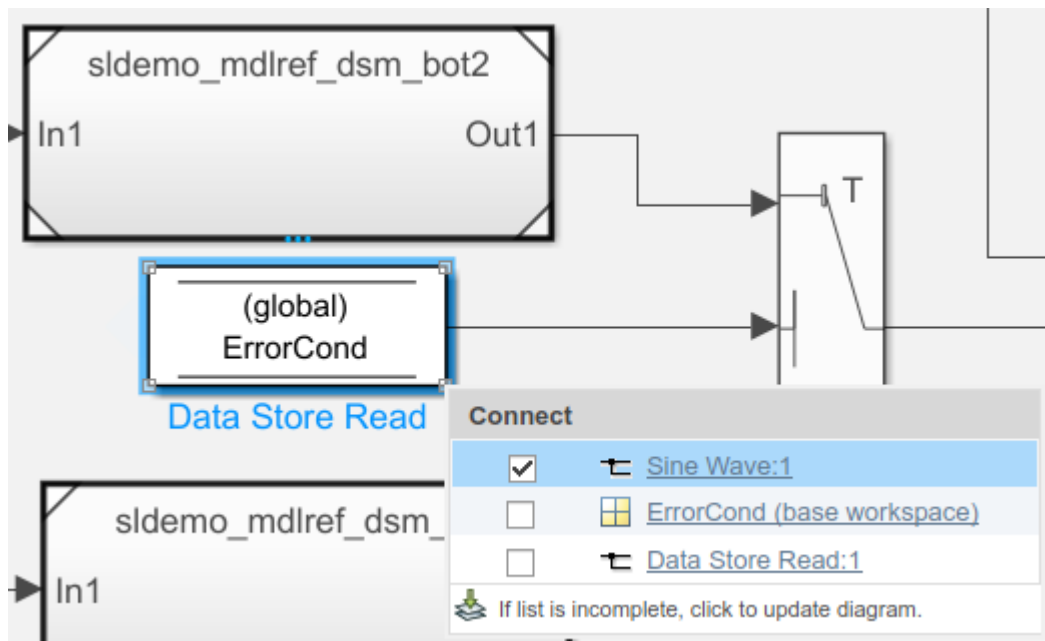 sldemo_mdlref_dsm_bot2
In1
Out1
T
(global)
ErrorCond
Data Store Read
Connect
Sine Wave:1
ErrorCond (base workspace)
Data Store Read:1
If list is incomplete, click to update diagram.
sldemo_mdlref_dsm_
In1